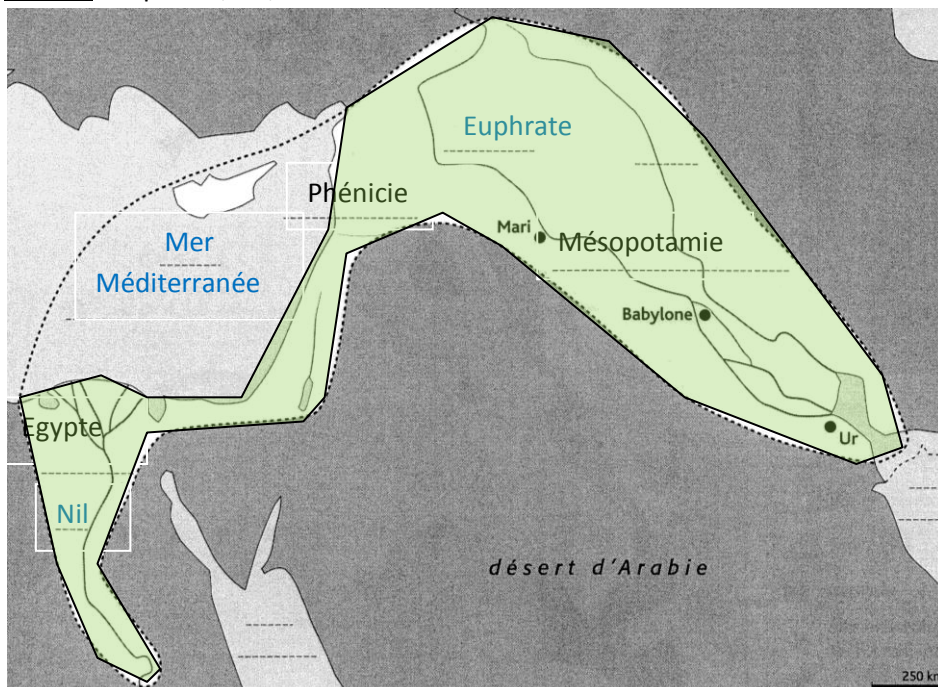 Euphrate
Phénicie
Mari
Mésopotamie
Mer
Méditerranée
Babylone
Egypte
Ur
Nil
désert d'Arabie
250 km